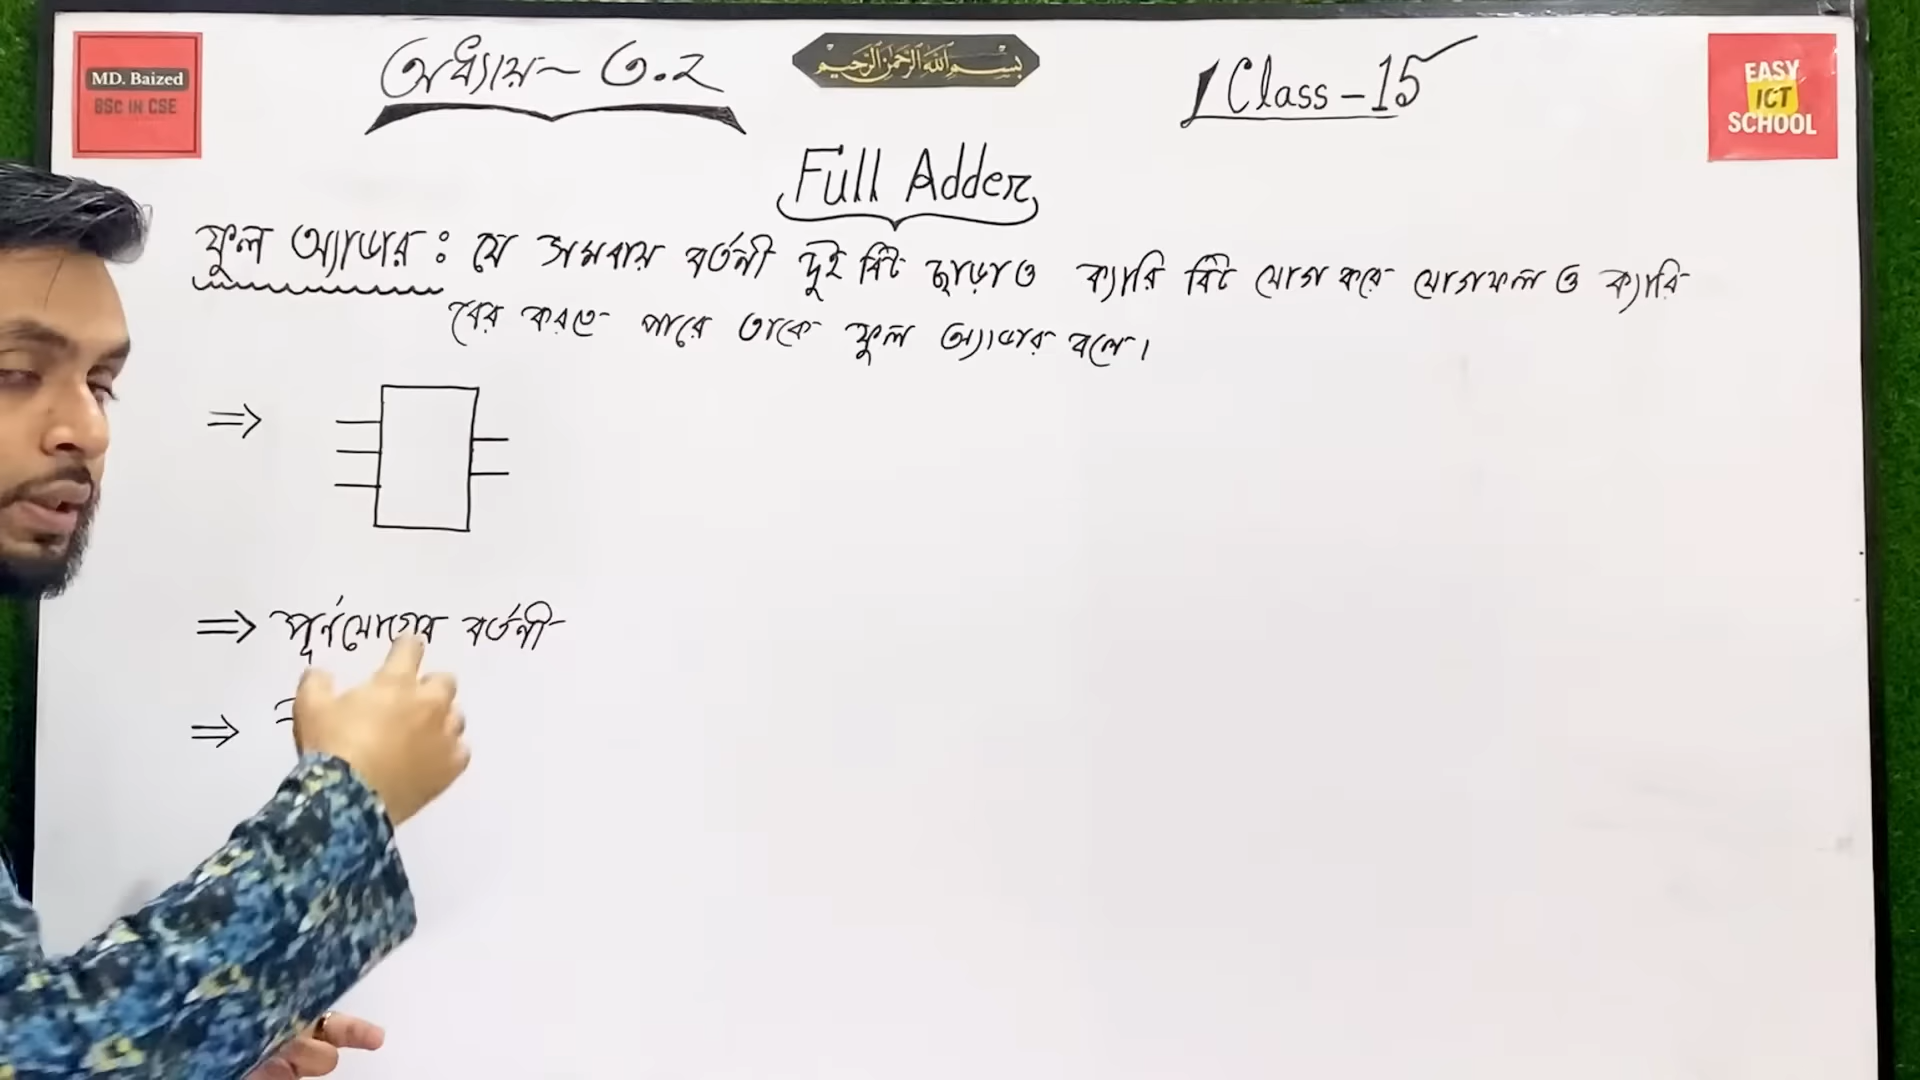 MD. Baized
BSc IN CSE
অধ্যায়- ৩.২
بسم الله الرحمن الرحيم
Class - 15
EASY
ICT
SCHOOL
Full Adder
ফুল অ্যাডার : যে সমবায় বর্তনী দুই বিট ছাড়াও ক্যারি বিট যোগ করে যোগফল ও ক্যারি
বের করতে পারে তাকে ফুল অ্যাডার বলে।
⇒
⇒ পূর্ণযোগের বর্তনী
⇒